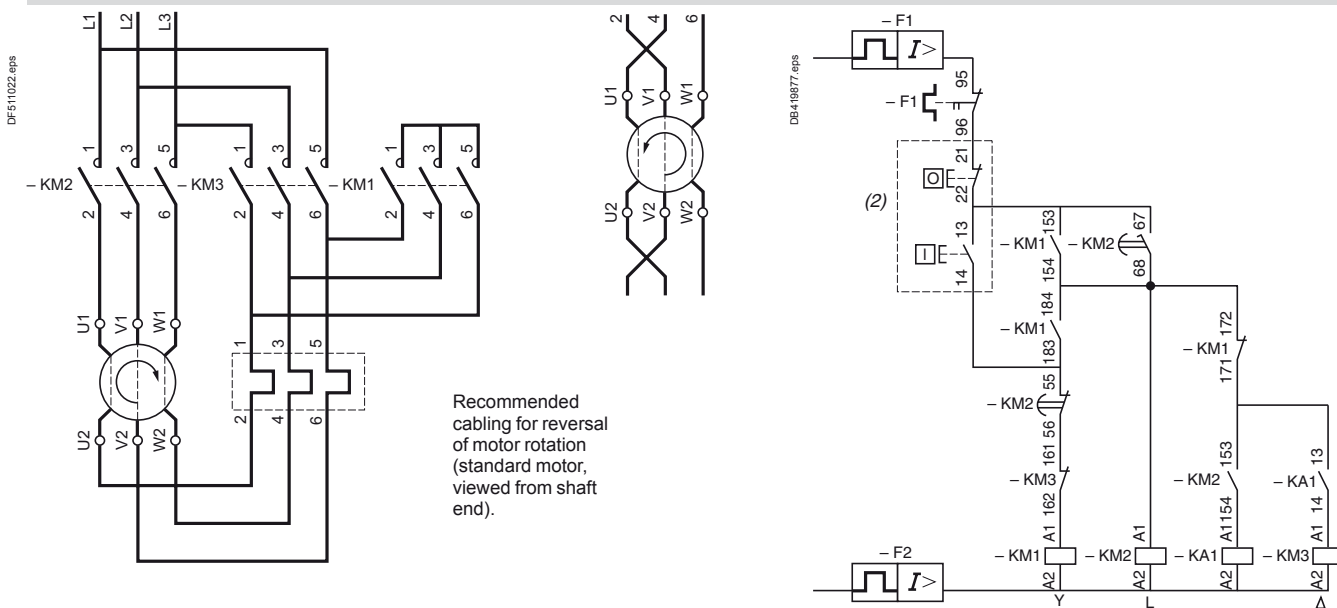 DF511022.eps
L1
L2
L3
– KM2
1
3
5
2
4
6
– KM3
1
3
5
2
4
6
– KM1
1
3
5
2
4
6
U1
V1
W1
U2
V2
W2
1
3
5
2
4
6
2
4
6
U1
V1
W1
U2
V2
W2
Recommended
cabling for reversal
of motor rotation
(standard motor,
viewed from shaft
end).
DB419877.eps
– F1
I>
95
– F1
96
21
O
22
(2)
13
I
14
153
– KM1
154
67
– KM2
68
184
– KM1
183
172
– KM1
171
55
– KM2
56
161
– KM3
162
153
– KM2
154
13
– KA1
14
A1
– KM1
A2
A1
– KM2
A2
A1
– KA1
A2
A1
– KM3
A2
– F2
I>
Y
L
Δ